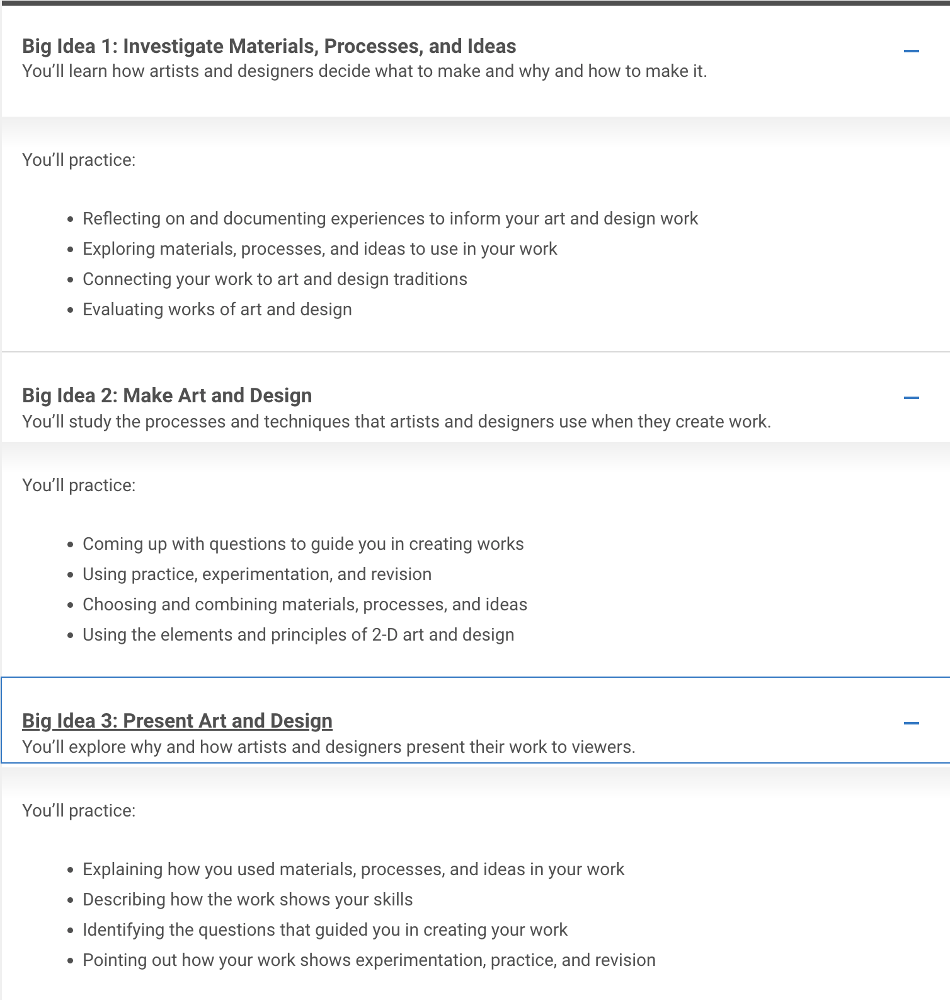 Big Idea 1: Investigate Materials, Processes, and Ideas
You’ll learn how artists and designers decide what to make and why and how to make it.
You’ll practice:
• Reflecting on and documenting experiences to inform your art and design work
• Exploring materials, processes, and ideas to use in your work
• Connecting your work to art and design traditions
• Evaluating works of art and design
Big Idea 2: Make Art and Design
You’ll study the processes and techniques that artists and designers use when they create work.
You’ll practice:
• Coming up with questions to guide you in creating works
• Using practice, experimentation, and revision
• Choosing and combining materials, processes, and ideas
• Using the elements and principles of 2-D art and design
Big Idea 3: Present Art and Design
You’ll explore why and how artists and designers present their work to viewers.
You’ll practice:
• Explaining how you used materials, processes, and ideas in your work
• Describing how the work shows your skills
• Identifying the questions that guided you in creating your work
• Pointing out how your work shows experimentation, practice, and revision